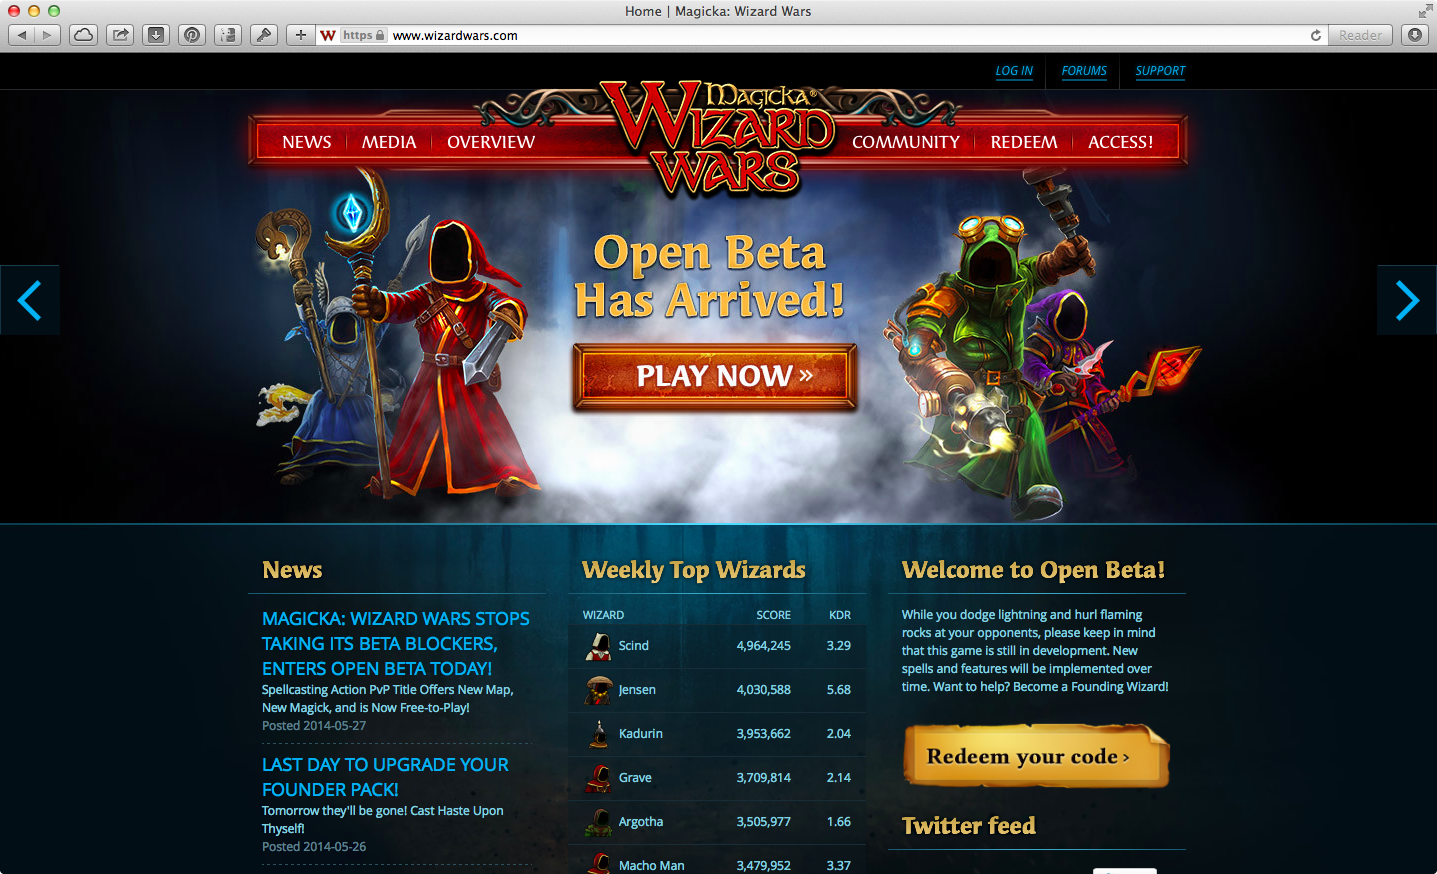 Home | Magicka: Wizard Wars
https www.wizardwars.com
Reader
LOG IN FORUMS SUPPORT
NEWS MEDIA OVERVIEW
MAGICKA®
WIZARD
WARS
COMMUNITY REDEEM ACCESS!
Open Beta
Has Arrived!
PLAY NOW »
News
MAGICKA: WIZARD WARS STOPS
TAKING ITS BETA BLOCKERS,
ENTERS OPEN BETA TODAY!
Spellcasting Action PvP Title Offers New Map,
New Magick, and is Now Free-to-Play!
Posted 2014-05-27
LAST DAY TO UPGRADE YOUR
FOUNDER PACK!
Tomorrow they'll be gone! Cast Haste Upon
Thyself!
Posted 2014-05-26
Weekly Top Wizards
WIZARD SCORE KDR
Scind 4,964,245 3.29
Jensen 4,030,588 5.68
Kadurin 3,953,662 2.04
Grave 3,709,814 2.14
Argotha 3,505,977 1.66
Macho Man 3,479,952 3.37
Welcome to Open Beta!
While you dodge lightning and hurl flaming
rocks at your opponents, please keep in mind
that this game is still in development. New
spells and features will be implemented over
time. Want to help? Become a Founding Wizard!
Redeem your code ›
Twitter feed